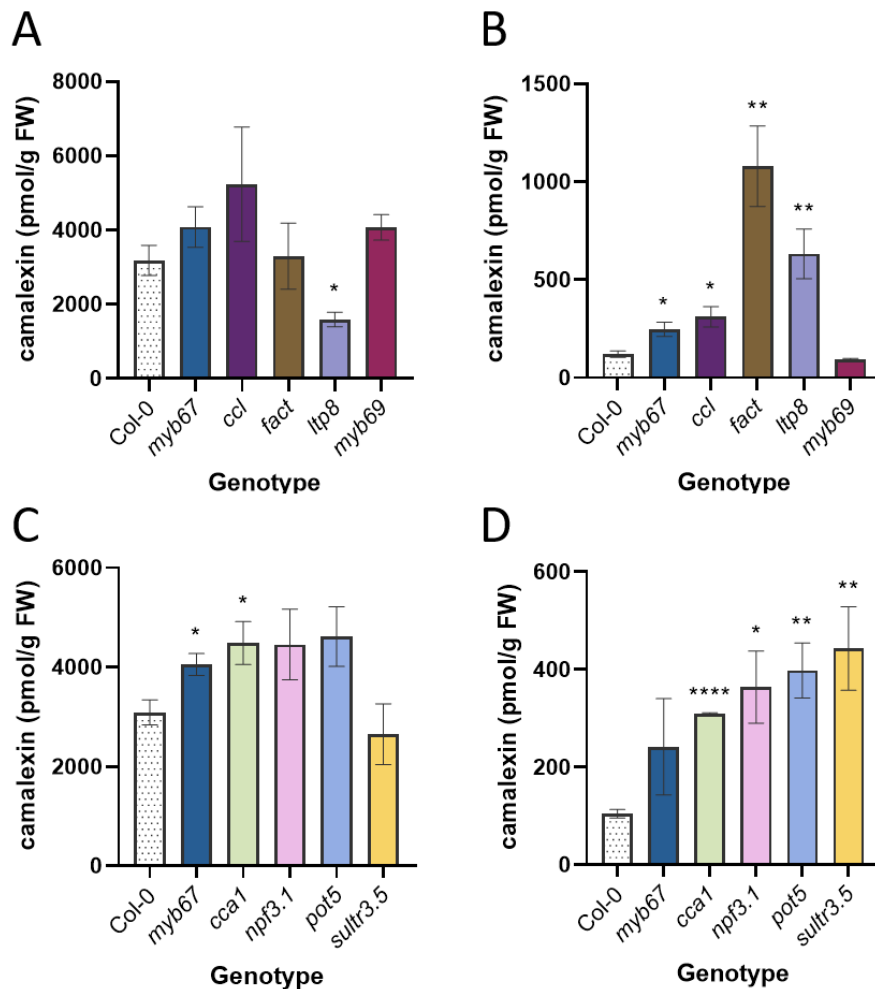 A
camalexin (pmol/g FW)
8000
6000
4000
2000
0
*
Col-0
myb67
ccl
fact
ltp8
myb69
Genotype
B
camalexin (pmol/g FW)
1500
1000
500
0
*
*
**
**
Col-0
myb67
ccl
fact
ltp8
myb69
Genotype
C
camalexin (pmol/g FW)
6000
4000
2000
0
*
*
Col-0
myb67
cca1
npf3.1
pot5
sultr3.5
Genotype
D
camalexin (pmol/g FW)
600
400
200
0
****
*
**
**
Col-0
myb67
cca1
npf3.1
pot5
sultr3.5
Genotype